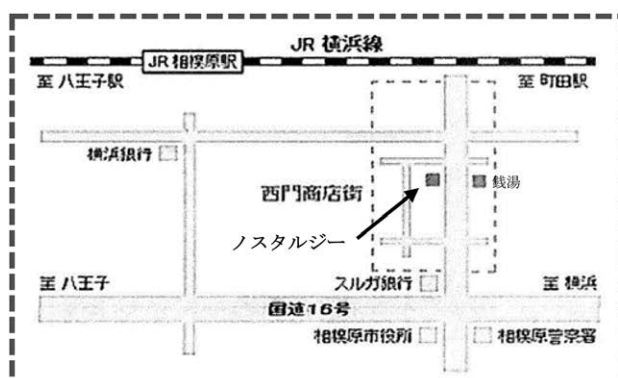 JR 横浜線
JR 相模原駅
至 八王子駅
至 町田駅
横浜銀行
西門商店街
銭湯
ノスタルジー
至 八王子
スルガ銀行
至 横浜
国道16号
相模原市役所
相模原警察署